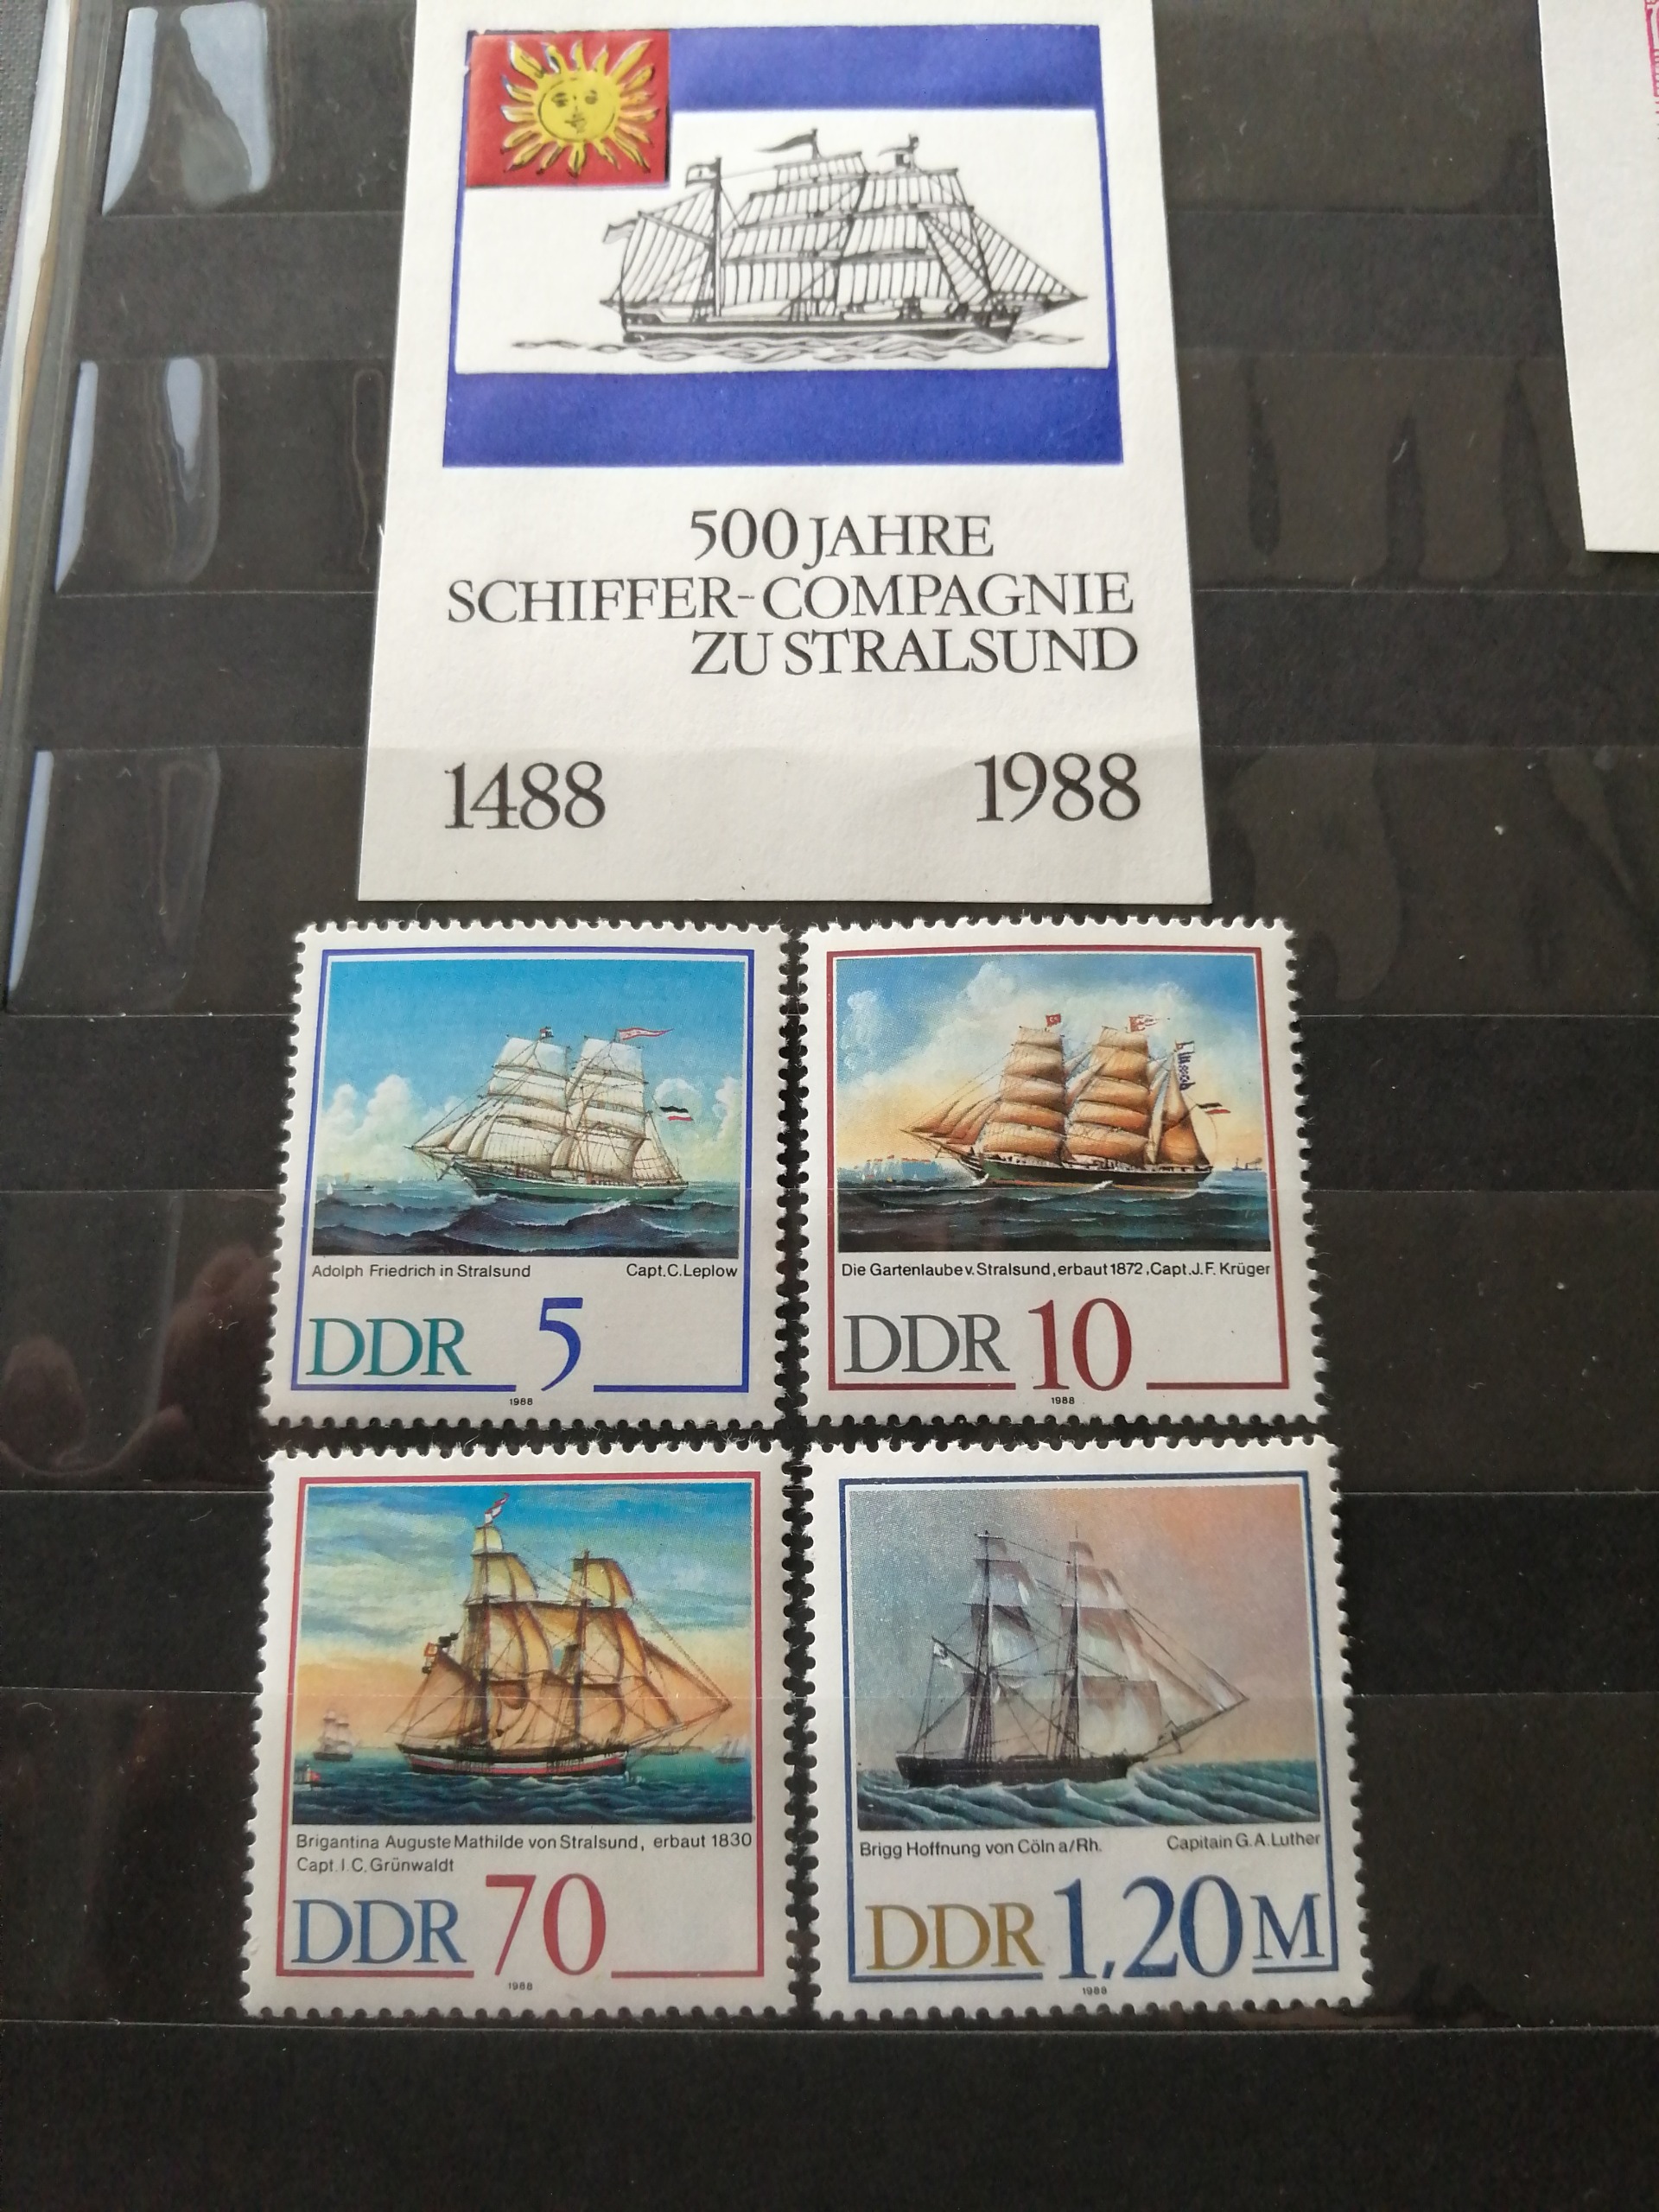 500 JAHRE
SCHIFFER-COMPAGNIE
ZU STRALSUND
1488 1988
Adolph Friedrich in Stralsund Capt.C.Leplow
DDR 5
1988
Die Gartenlaube v. Stralsund, erbaut 1872, Capt. J. F. Krüger
DDR 10
1988
Brigantina Auguste Mathilde von Stralsund, erbaut 1830
Capt. I. C. Grünwaldt
DDR 70
1988
Brigg Hoffnung von Cöln a/Rh. Capitain G. A. Luther
DDR 1,20 M
1988